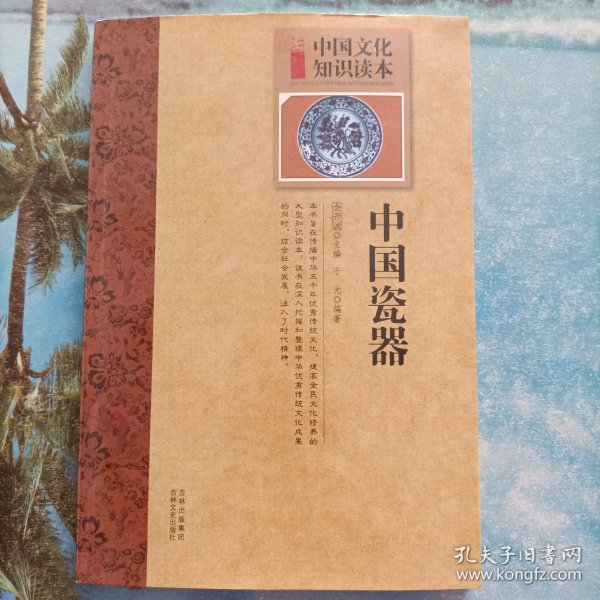 中国文化
知识读本
ZHONGGUOWENHUAZHISHIDUBEN
中国瓷器
金开诚◎主编 于元◎编著
本书旨在传播中华五千年优秀传统文化，提高全民文化修养的
大型知识读本。该书在深入挖掘和整理中华优秀传统文化成果
的同时，结合社会发展，注入了时代精神。
吉林出版集团
吉林文史出版社
孔夫子旧书网
www.kongfz.com